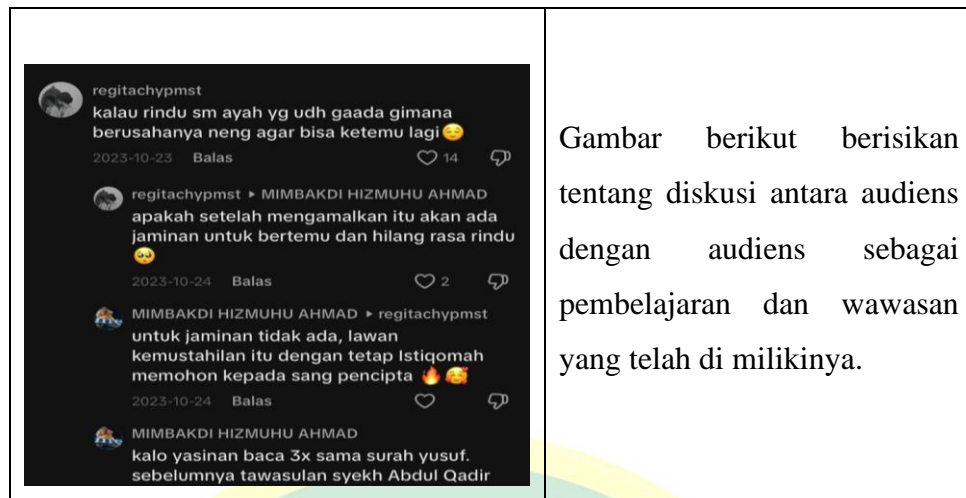 regitachypmst
kalau rindu sm ayah yg udh gaada gimana
berusahanya neng agar bisa ketemu lagi😔
2023-10-23 Balas 14
regitachypmst ▸ MIMBAKDI HIZMUHU AHMAD
apakah setelah mengamalkan itu akan ada
jaminan untuk bertemu dan hilang rasa rindu
🥺
2023-10-24 Balas 2
MIMBAKDI HIZMUHU AHMAD ▸ regitachypmst
untuk jaminan tidak ada, lawan
kemustahilan itu dengan tetap Istiqomah
memohon kepada sang pencipta 🔥🥰
2023-10-24 Balas
MIMBAKDI HIZMUHU AHMAD
kalo yasinan baca 3x sama surah yusuf.
sebelumnya tawasulan syekh Abdul Qadir
Gambar berikut berisikan
tentang diskusi antara audiens
dengan audiens sebagai
pembelajaran dan wawasan
yang telah di milikinya.